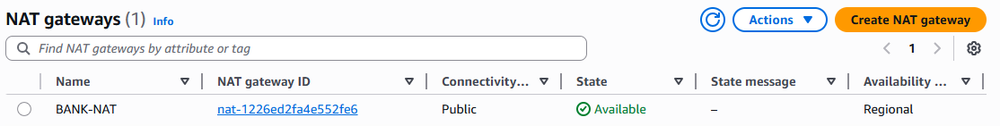 NAT gateways (1) Info
Actions
Create NAT gateway
Find NAT gateways by attribute or tag
1
Name NAT gateway ID Connectivity... State State message Availability ...
BANK-NAT nat-1226ed2fa4e552fe6 Public Available – Regional